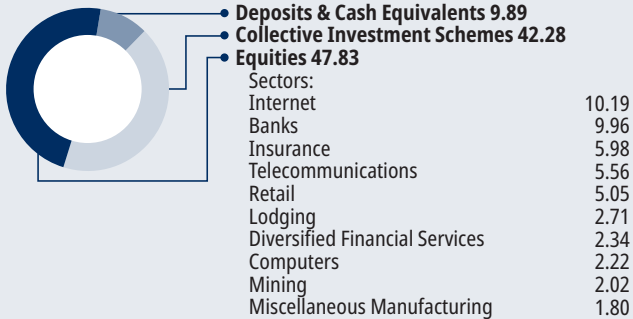 Deposits & Cash Equivalents 9.89
Collective Investment Schemes 42.28
Equities 47.83
Sectors:
Internet 10.19
Banks 9.96
Insurance 5.98
Telecommunications 5.56
Retail 5.05
Lodging 2.71
Diversified Financial Services 2.34
Computers 2.22
Mining 2.02
Miscellaneous Manufacturing 1.80